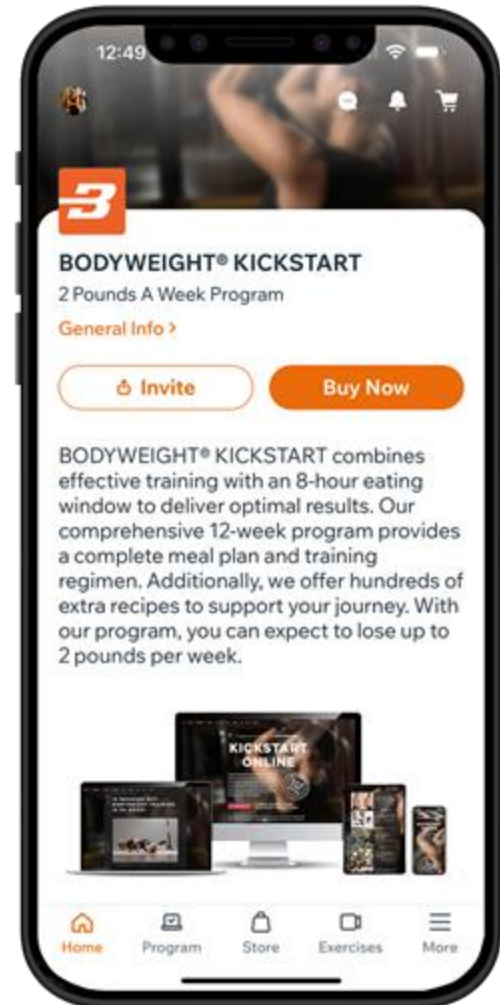 12:49
BODYWEIGHT® KICKSTART
2 Pounds A Week Program
General Info >
Invite
Buy Now
BODYWEIGHT® KICKSTART combines
effective training with an 8-hour eating
window to deliver optimal results. Our
comprehensive 12-week program provides
a complete meal plan and training
regimen. Additionally, we offer hundreds of
extra recipes to support your journey. With
our program, you can expect to lose up to
2 pounds per week.
KICKSTART
ONLINE
Home
Program
Store
Exercises
More